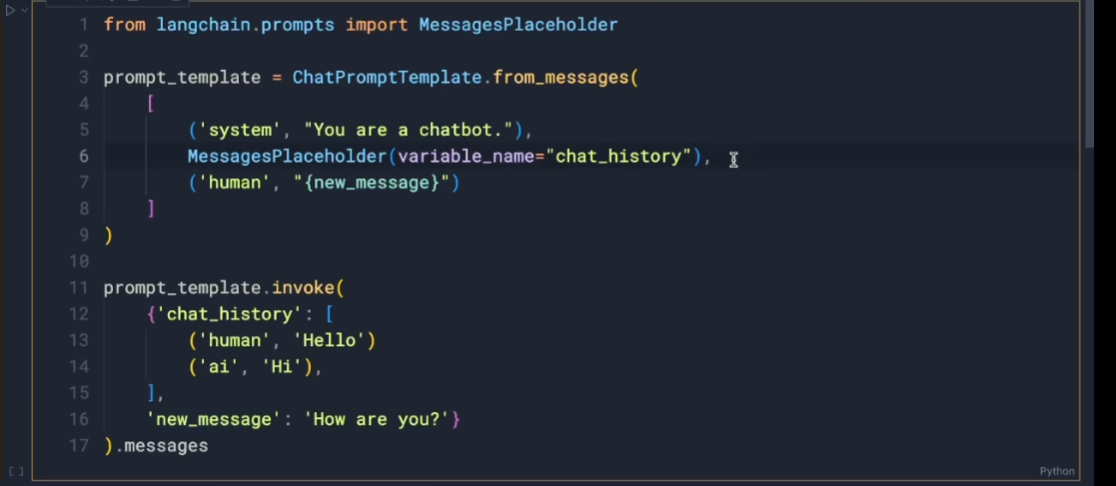 1 from langchain.prompts import MessagesPlaceholder
2
3 prompt_template = ChatPromptTemplate.from_messages(
4     [
5         ('system', "You are a chatbot."),
6         MessagesPlaceholder(variable_name="chat_history"),
7         ('human', "{new_message}")
8     ]
9 )
10
11 prompt_template.invoke(
12     {'chat_history': [
13         ('human', 'Hello')
14         ('ai', 'Hi'),
15     ],
16     'new_message': 'How are you?'}
17 ).messages
[ ]
Python